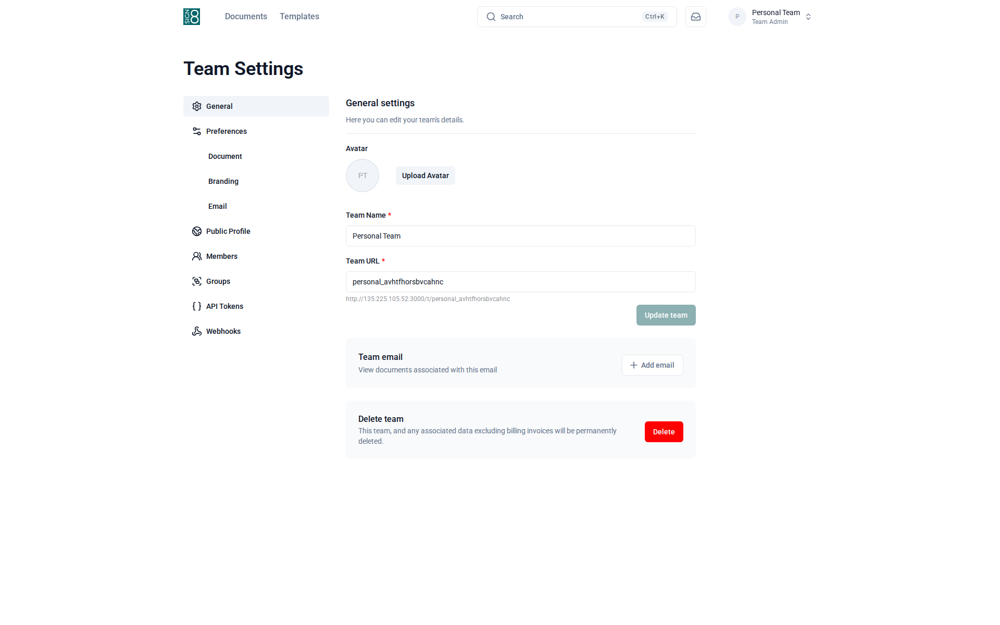 SIGN8
Documents
Templates
Search
Ctrl+K
P
Personal Team
Team Admin
Team Settings
General
Preferences
Document
Branding
Email
Public Profile
Members
Groups
API Tokens
Webhooks
General settings
Here you can edit your team's details.
Avatar
PT
Upload Avatar
Team Name *
Personal Team
Team URL *
personal_avhtfhorsbvcahnc
http://135.225.105.52:3000/t/personal_avhtfhorsbvcahnc
Update team
Team email
View documents associated with this email
Add email
Delete team
This team, and any associated data excluding billing invoices will be permanently
deleted.
Delete